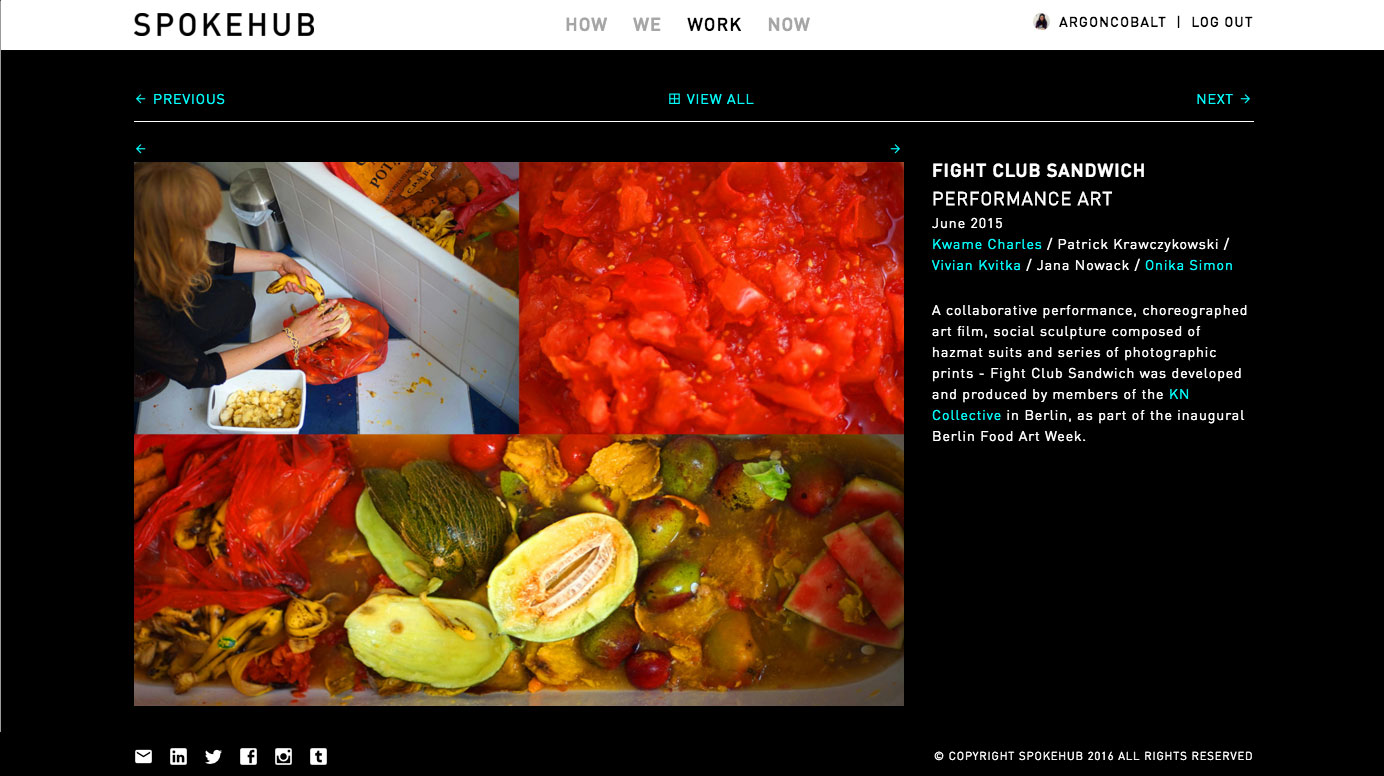 SPOKEHUB
HOW WE WORK NOW
ARGONCOBALT | LOG OUT
← PREVIOUS
VIEW ALL
NEXT →
← →
POT
FIGHT CLUB SANDWICH
PERFORMANCE ART
June 2015
Kwame Charles / Patrick Krawczykowski /
Vivian Kvitka / Jana Nowack / Onika Simon
A collaborative performance, choreographed
art film, social sculpture composed of
hazmat suits and series of photographic
prints - Fight Club Sandwich was developed
and produced by members of the KN
Collective in Berlin, as part of the inaugural
Berlin Food Art Week.
© COPYRIGHT SPOKEHUB 2016 ALL RIGHTS RESERVED